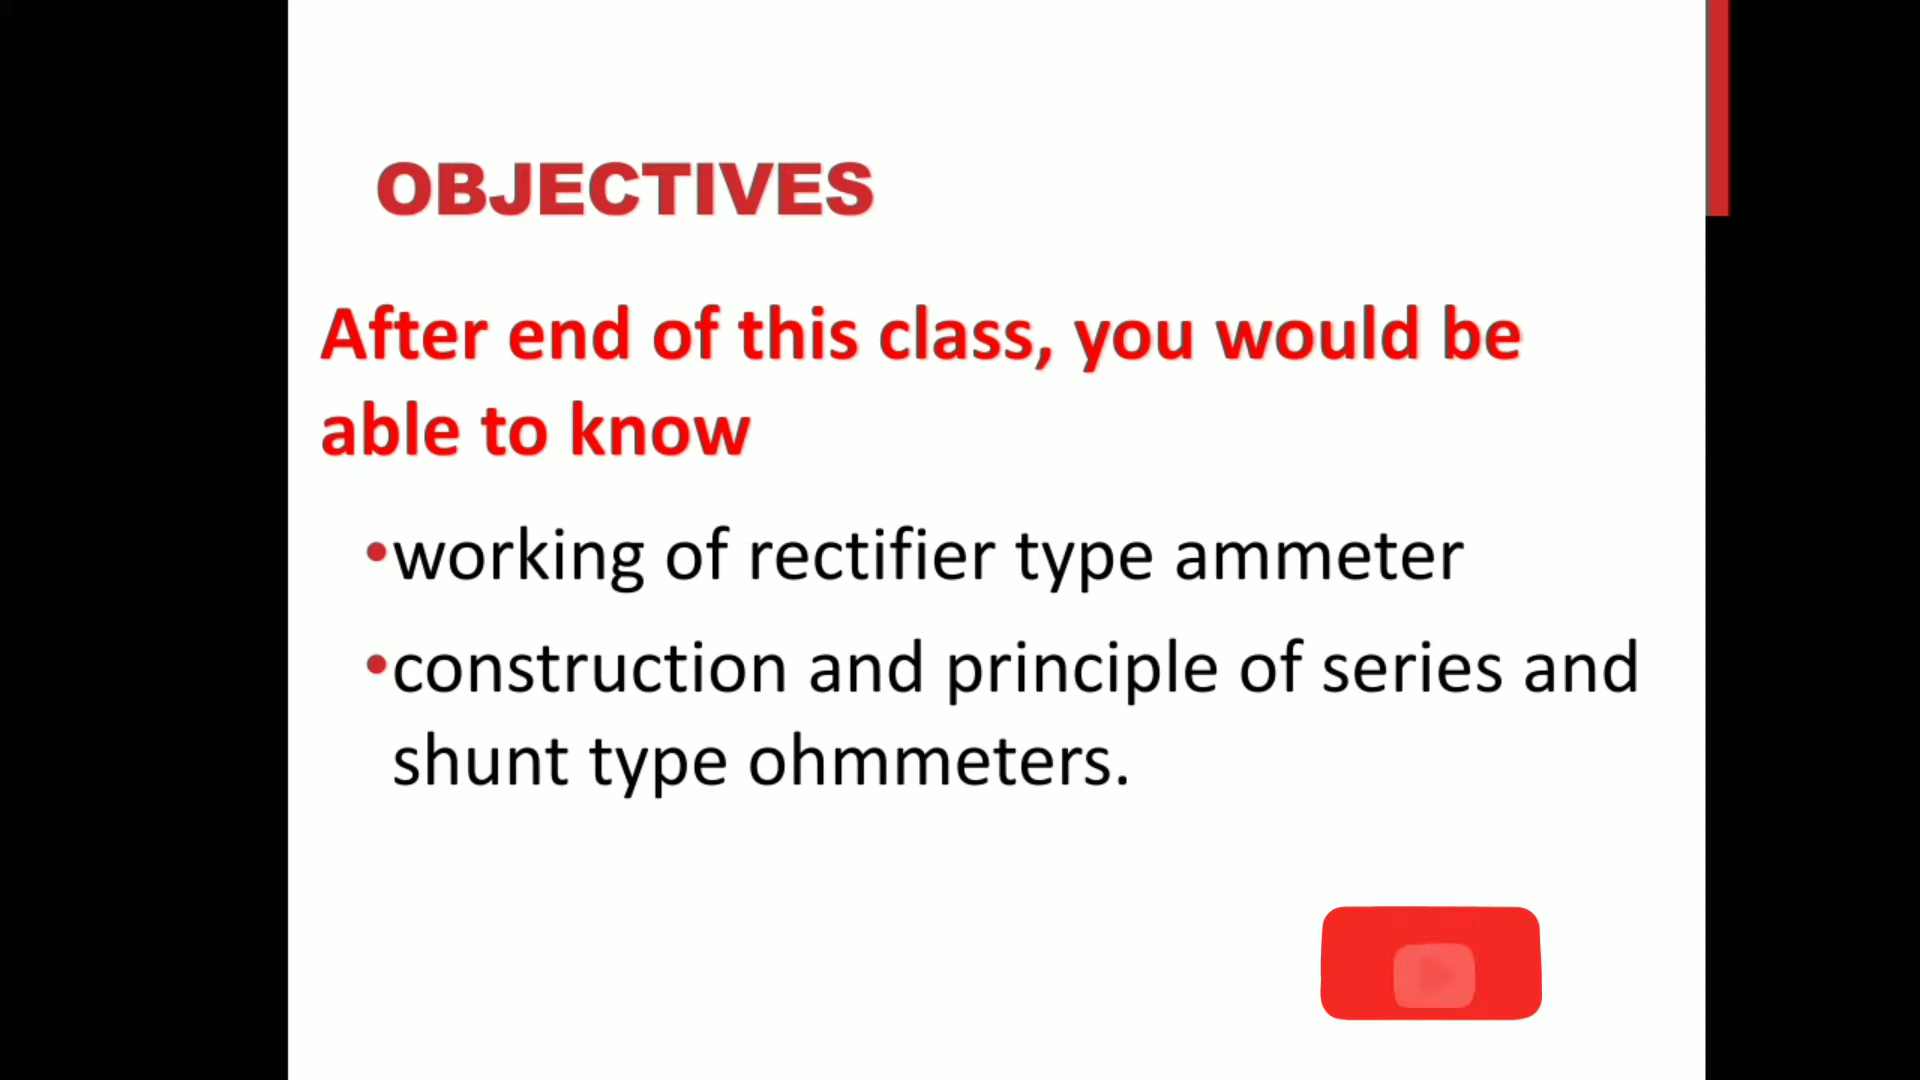 OBJECTIVES
After end of this class, you would be
able to know
•working of rectifier type ammeter
•construction and principle of series and
shunt type ohmmeters.